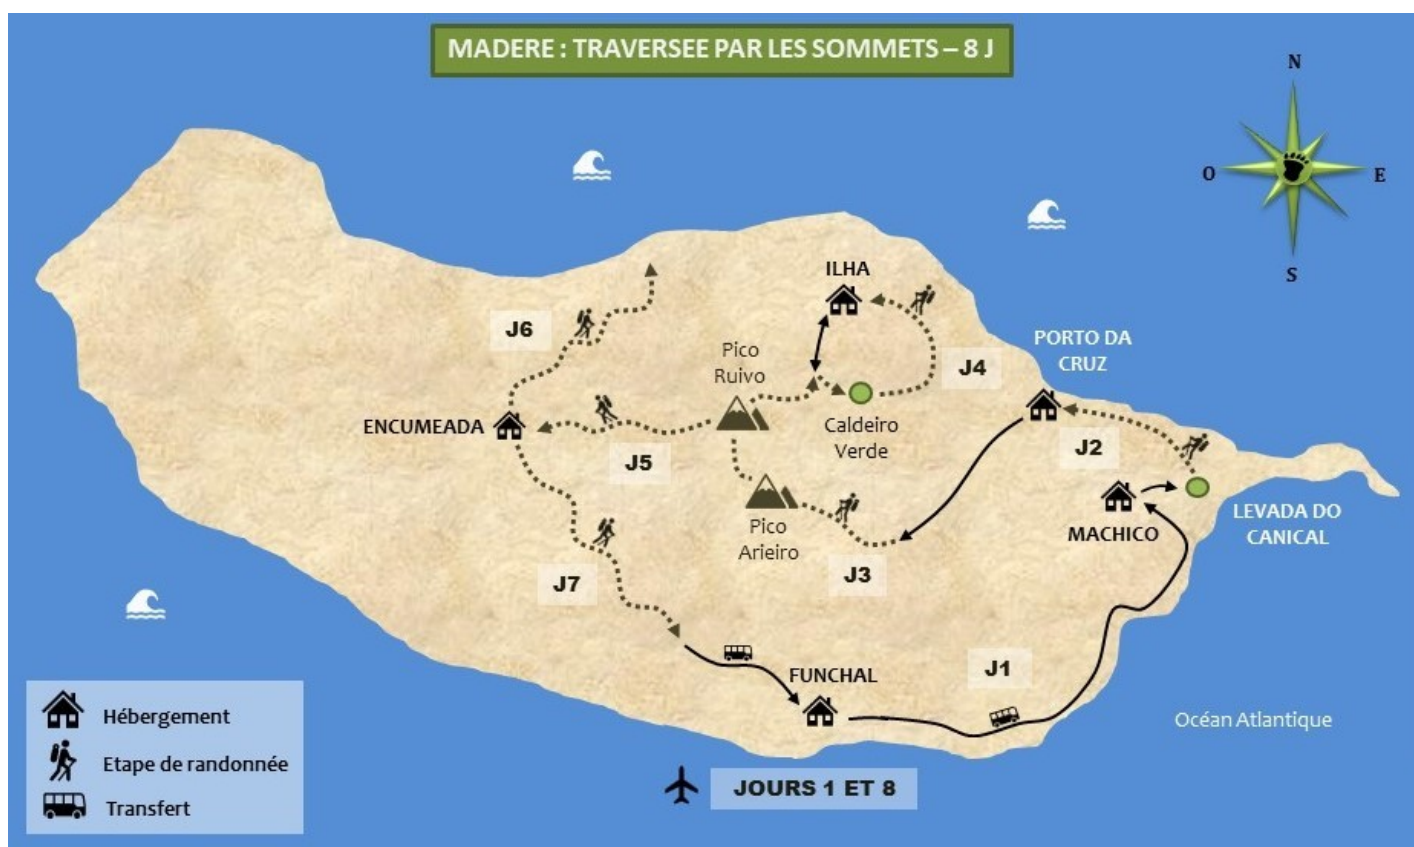 MADERE : TRAVERSEE PAR LES SOMMETS – 8 J
N
O
E
S
ILHA
J6
PORTO DA
CRUZ
Pico
Ruivo
J4
ENCUMEADA
Caldeiro
Verde
J2
J5
LEVADA DO
CANICAL
MACHICO
Pico
Arieiro
J3
J7
FUNCHAL
J1
Hébergement
Etape de randonnée
Transfert
Océan Atlantique
JOURS 1 ET 8